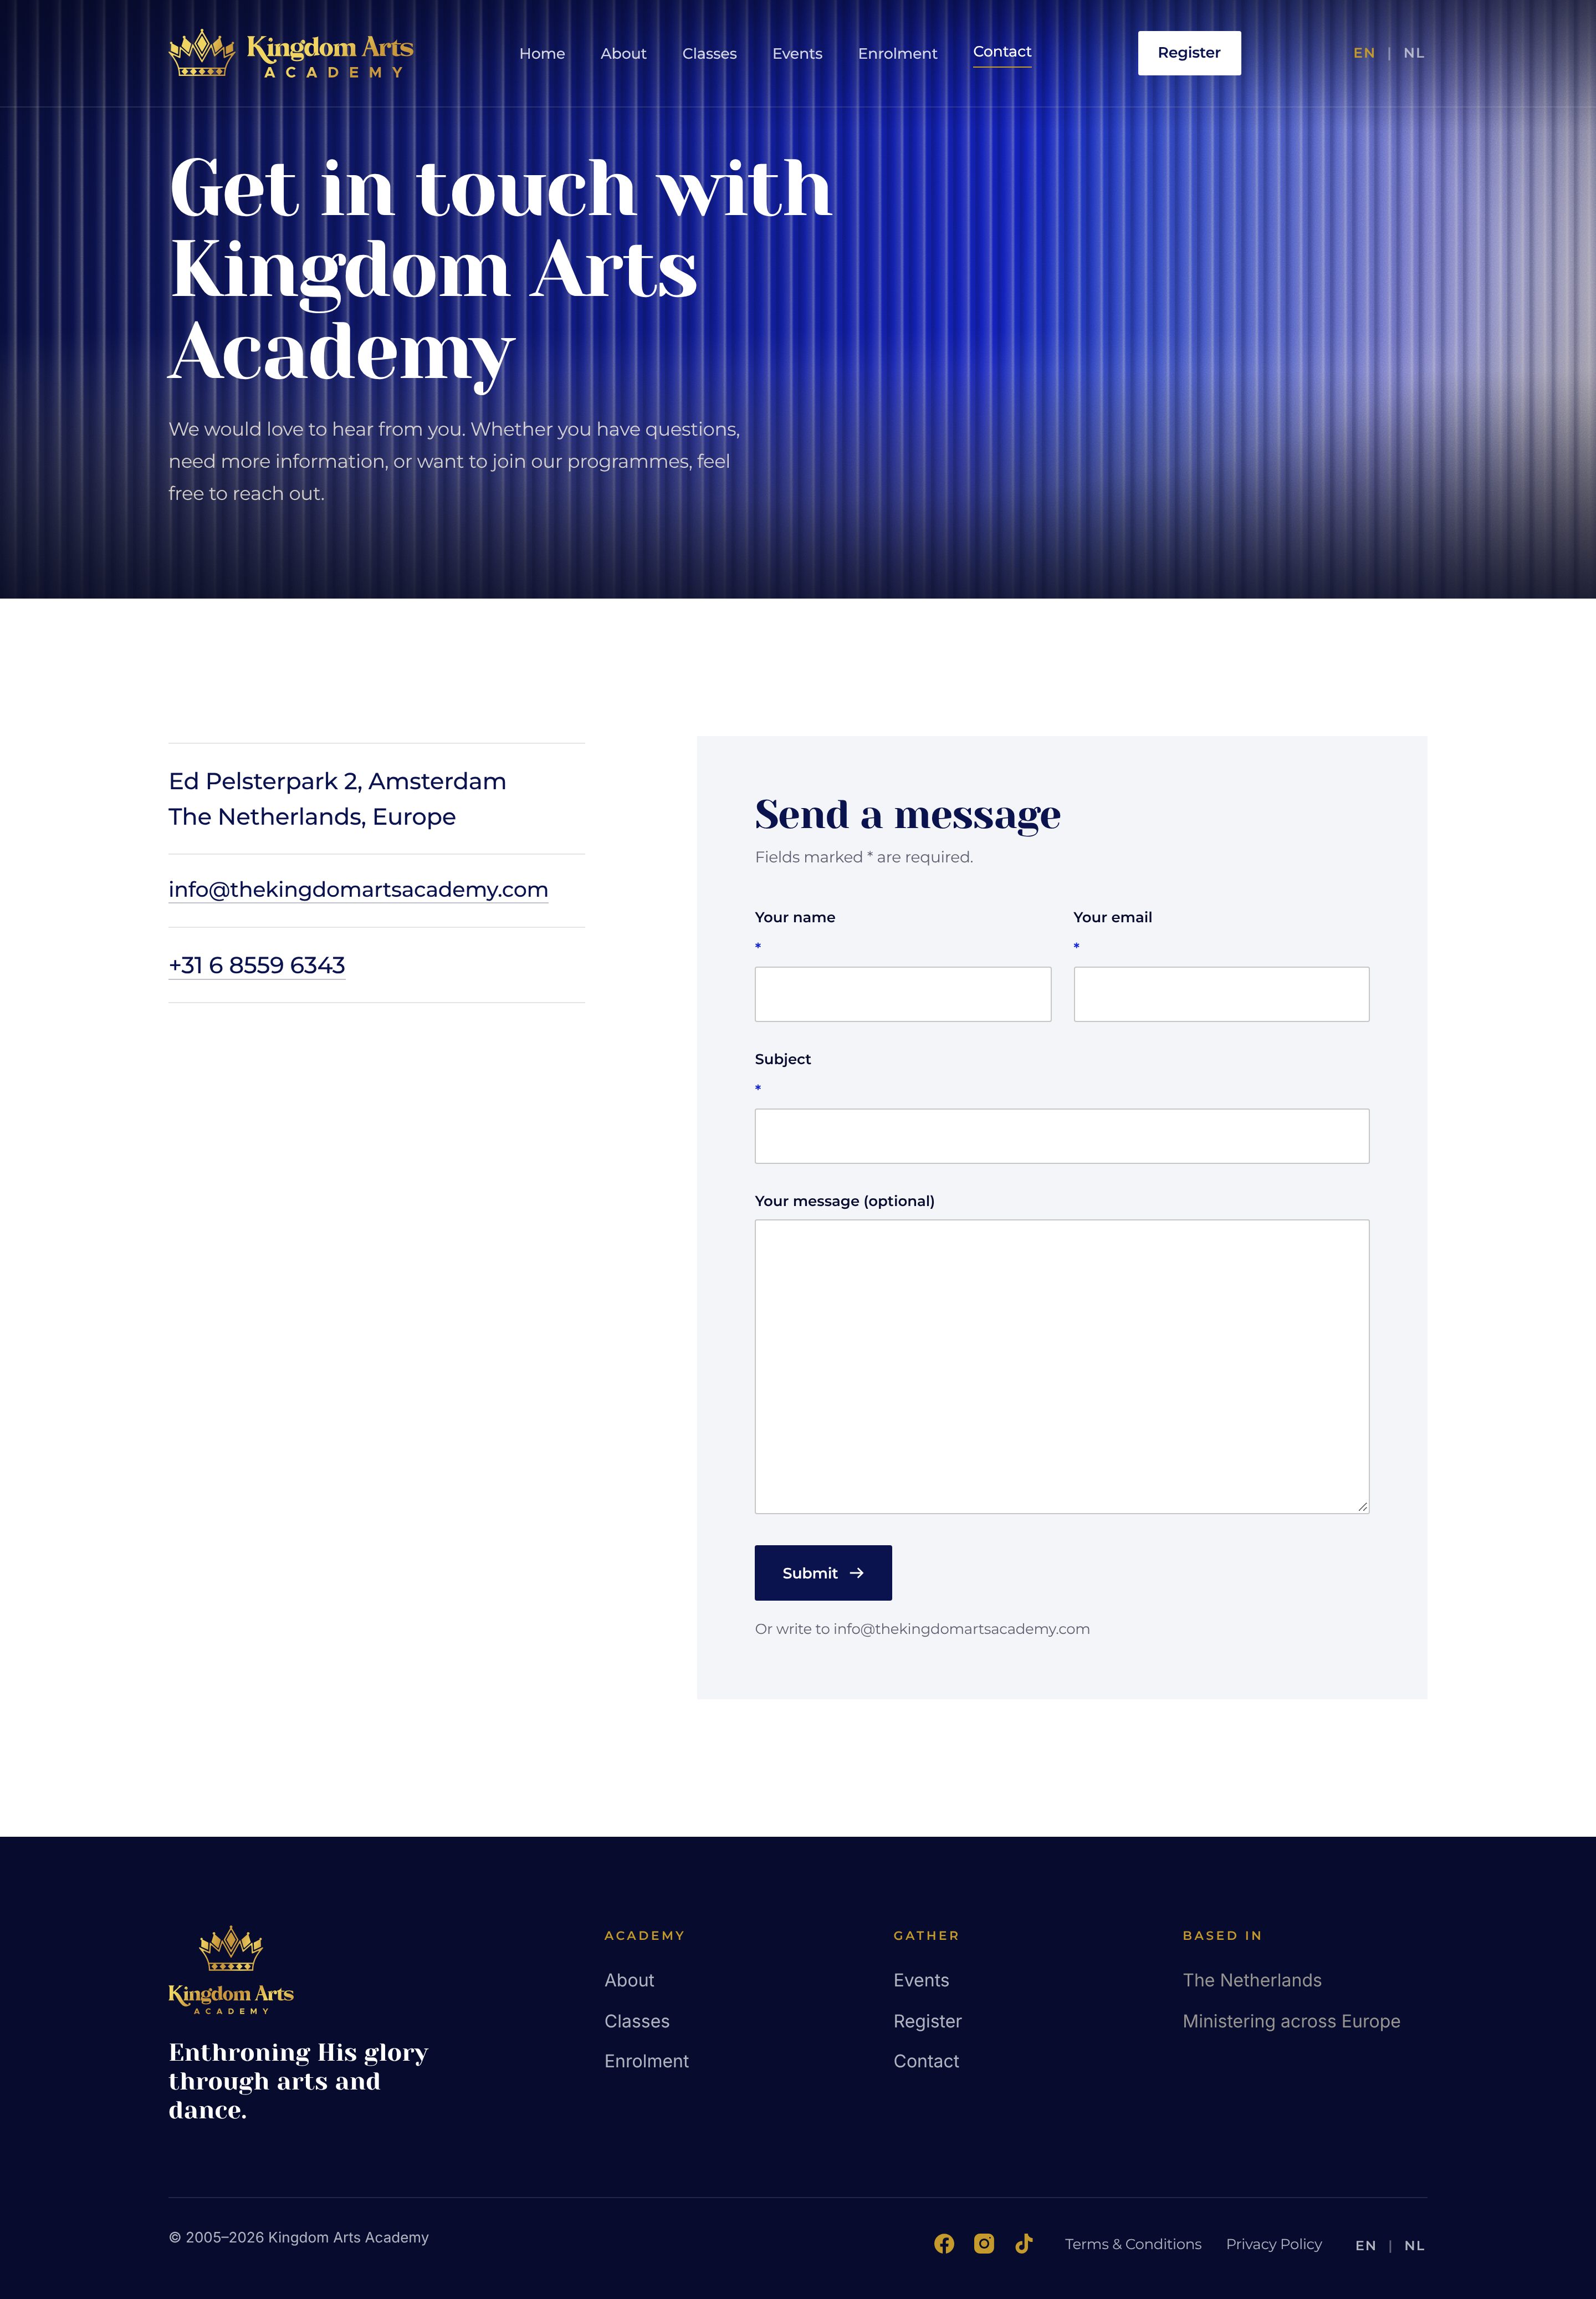 Kingdom Arts
ACADEMY
Home About Classes Events Enrolment Contact
Register
EN | NL
Get in touch with
Kingdom Arts
Academy
We would love to hear from you. Whether you have questions,
need more information, or want to join our programmes, feel
free to reach out.
Ed Pelsterpark 2, Amsterdam
The Netherlands, Europe
info@thekingdomartsacademy.com
+31 6 8559 6343
Send a message
Fields marked * are required.
Your name
*
Your email
*
Subject
*
Your message (optional)
Submit →
Or write to info@thekingdomartsacademy.com
Kingdom Arts
ACADEMY
Enthroning His glory
through arts and
dance.
ACADEMY
About
Classes
Enrolment
GATHER
Events
Register
Contact
BASED IN
The Netherlands
Ministering across Europe
© 2005–2026 Kingdom Arts Academy
Terms & Conditions Privacy Policy EN | NL